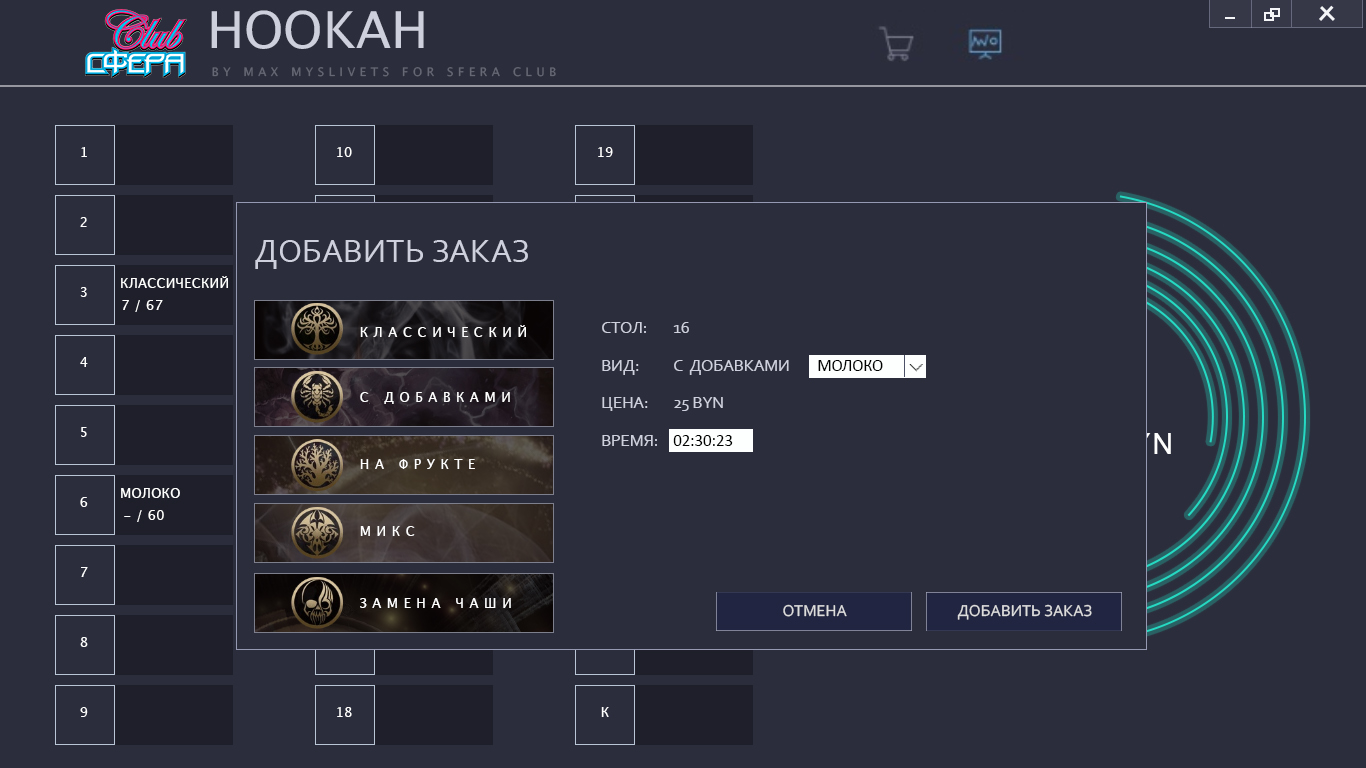 Club
СФЕРА
HOOKAH
BY MAX MYSLIVETS FOR SFERA CLUB
1
10
19
2
3
КЛАССИЧЕСКИЙ
7 / 67
4
5
6
МОЛОКО
– / 60
7
8
9
18
K
ДОБАВИТЬ ЗАКАЗ
КЛАССИЧЕСКИЙ
С ДОБАВКАМИ
НА ФРУКТЕ
МИКС
ЗАМЕНА ЧАШИ
СТОЛ: 16
ВИД: С ДОБАВКАМИ МОЛОКО
ЦЕНА: 25 BYN
ВРЕМЯ: 02:30:23
ОТМЕНА
ДОБАВИТЬ ЗАКАЗ